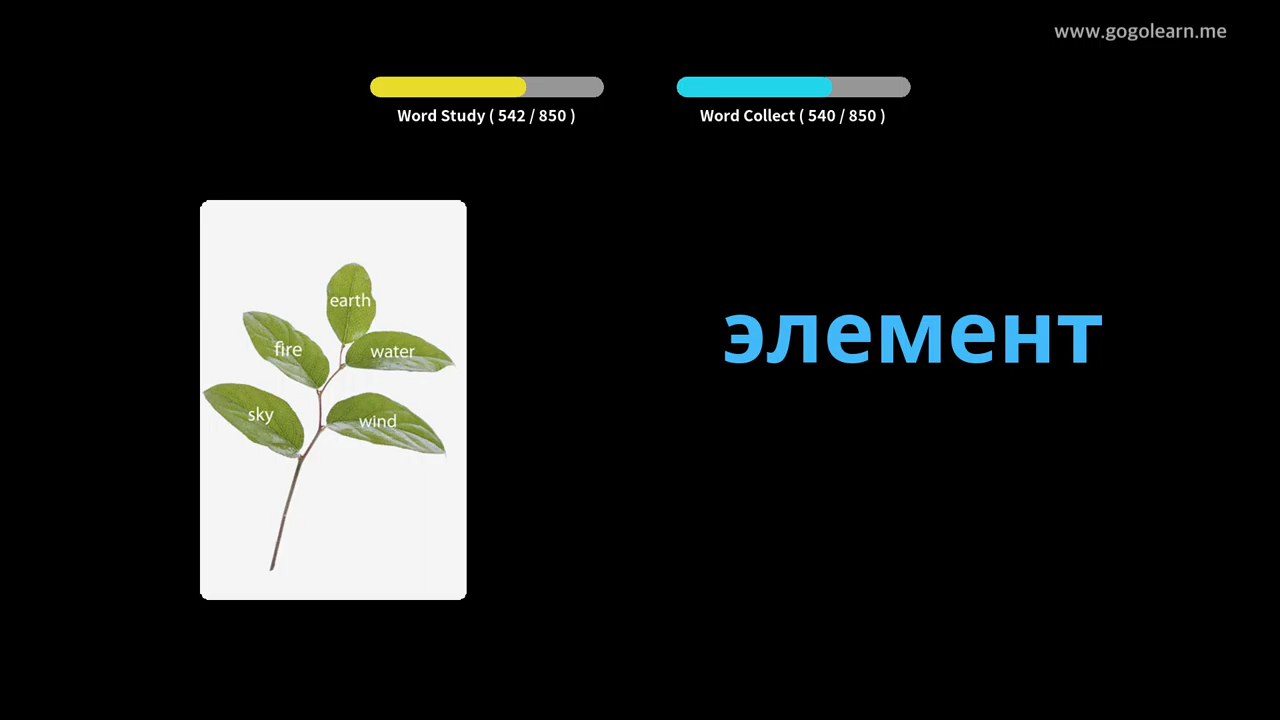 www.gogolearn.me
Word Study ( 542 / 850 )
Word Collect ( 540 / 850 )
earth
fire
water
sky
wind
элемент